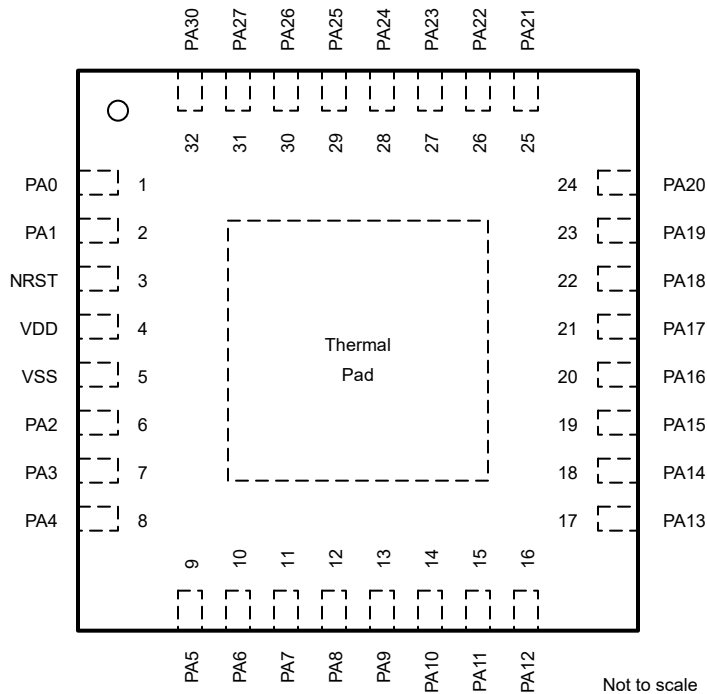 PA30 PA27 PA26 PA25 PA24 PA23 PA22 PA21
32 31 30 29 28 27 26 25
PA0 1 24 PA20
PA1 2 23 PA19
NRST 3 22 PA18
VDD 4 21 PA17
Thermal
Pad
VSS 5 20 PA16
PA2 6 19 PA15
PA3 7 18 PA14
PA4 8 17 PA13
9 10 11 12 13 14 15 16
PA5 PA6 PA7 PA8 PA9 PA10 PA11 PA12
Not to scale